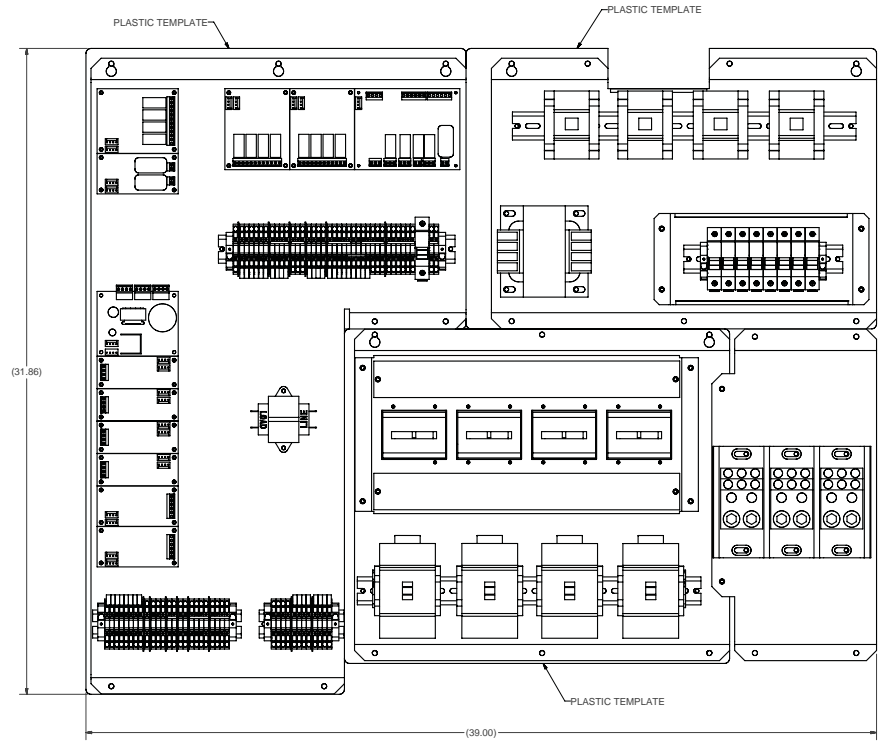 PLASTIC TEMPLATE
PLASTIC TEMPLATE
(31.86)
LOAD
LINE
PLASTIC TEMPLATE
(39.00)